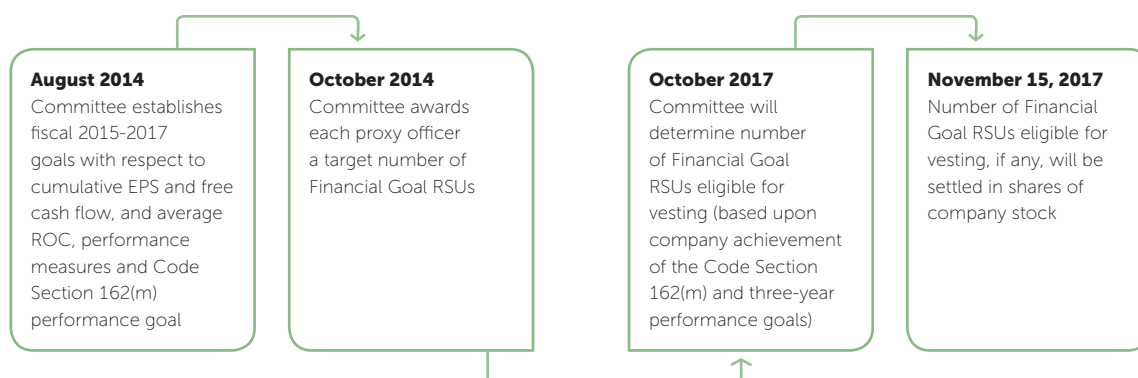 August 2014
Committee establishes
fiscal 2015-2017
goals with respect to
cumulative EPS and free
cash flow, and average
ROC, performance
measures and Code
Section 162(m)
performance goal
October 2014
Committee awards
each proxy officer
a target number of
Financial Goal RSUs
October 2017
Committee will
determine number
of Financial Goal
RSUs eligible for
vesting (based upon
company achievement
of the Code Section
162(m) and three-year
performance goals)
November 15, 2017
Number of Financial
Goal RSUs eligible for
vesting, if any, will be
settled in shares of
company stock